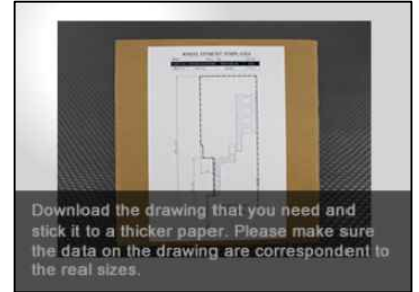 Download the drawing that you need and
stick it to a thicker paper. Please make sure
the data on the drawing are correspondent to
the real sizes.